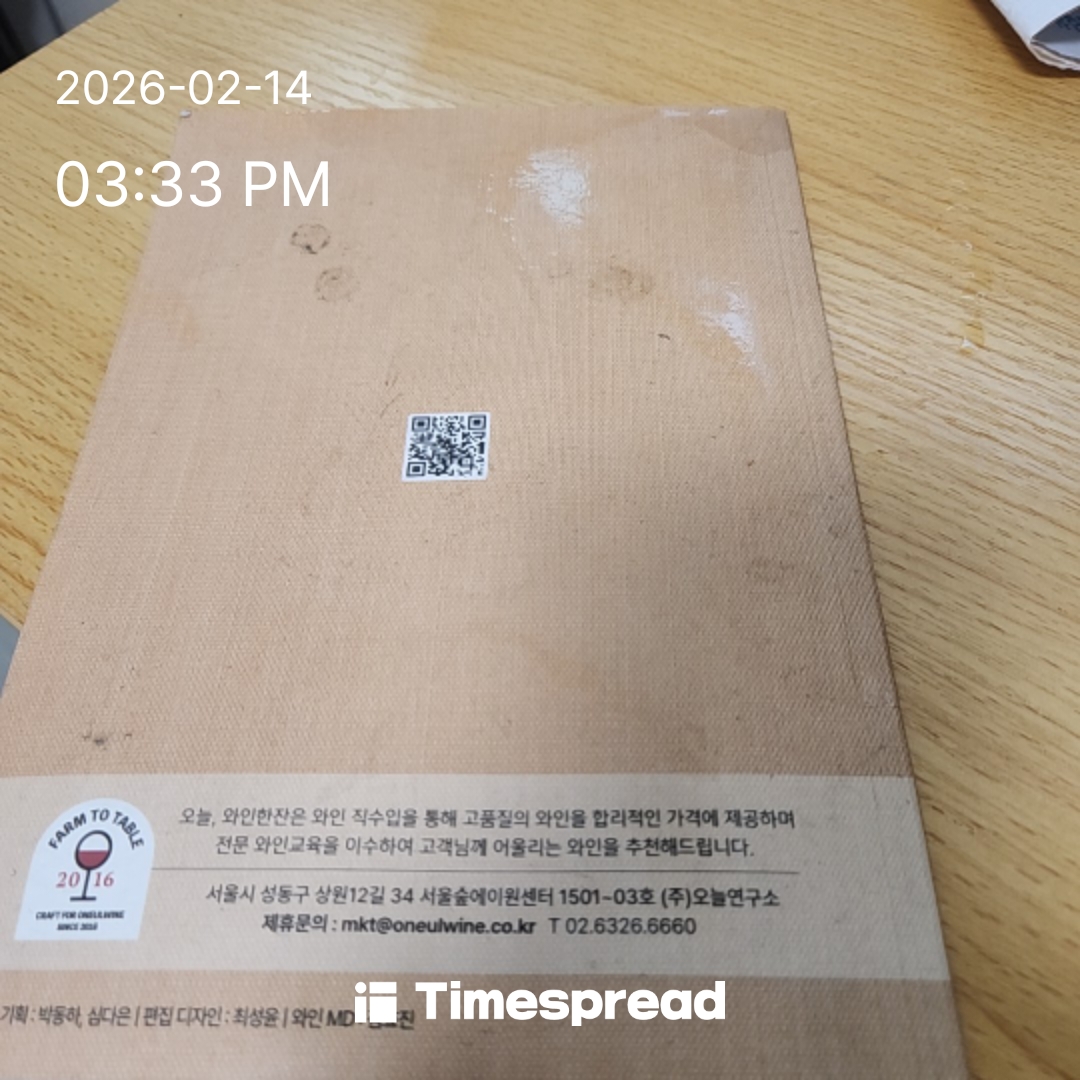 2026-02-14
03:33 PM
FARM TO TABLE
2016
CRAFT FOR ONEULWINE
SINCE 2016
오늘, 와인한잔은 와인 직수입을 통해 고품질의 와인을 합리적인 가격에 제공하며
전문 와인교육을 이수하여 고객님께 어울리는 와인을 추천해드립니다.
서울시 성동구 상원12길 34 서울숲에이원센터 1501~03호 (주)오늘연구소
제휴문의 : mkt@oneulwine.co.kr T 02.6326.6660
기획 : 박동하, 심다은 | 편집 디자인 : 최성윤 | 와인 MD
Timespread